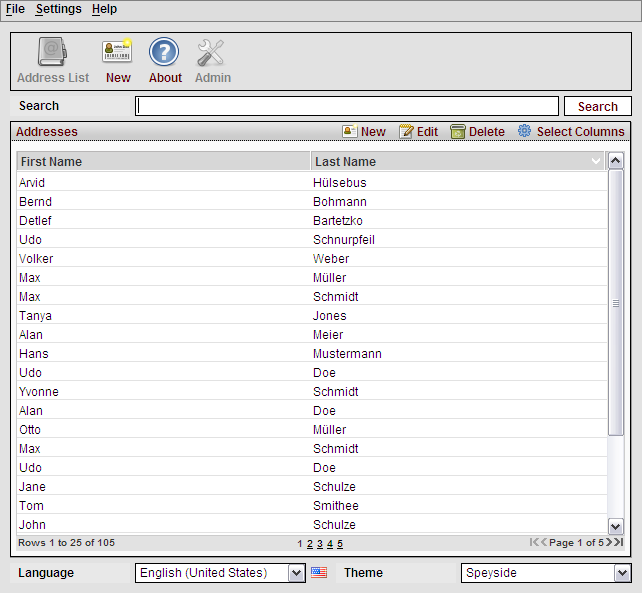 File Settings Help
Address List New About Admin
Search Search
Addresses New Edit Delete Select Columns
First Name Last Name
Arvid Hülsebus
Bernd Bohmann
Detlef Bartetzko
Udo Schnurpfeil
Volker Weber
Max Müller
Max Schmidt
Tanya Jones
Alan Meier
Hans Mustermann
Udo Doe
Yvonne Schmidt
Alan Doe
Otto Müller
Max Schmidt
Udo Doe
Jane Schulze
Tom Smithee
John Schulze
Rows 1 to 25 of 105 1 2 3 4 5 Page 1 of 5
Language English (United States) Theme Speyside